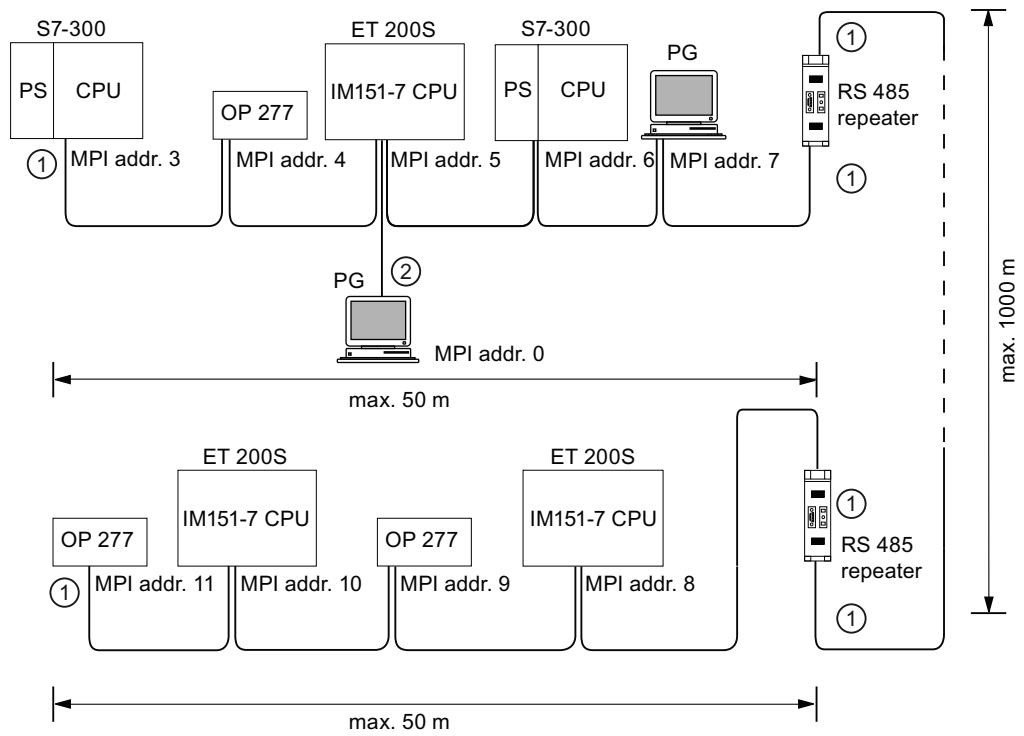 S7-300
PS
CPU
①
MPI addr. 3
OP 277
MPI addr. 4
ET 200S
IM151-7 CPU
MPI addr. 5
S7-300
PS
CPU
MPI addr. 6
PG
MPI addr. 7
①
RS 485
repeater
①
②
PG
MPI addr. 0
max. 50 m
max. 1000 m
OP 277
①
MPI addr. 11
ET 200S
IM151-7 CPU
MPI addr. 10
OP 277
MPI addr. 9
ET 200S
IM151-7 CPU
MPI addr. 8
①
RS 485
repeater
①
max. 50 m